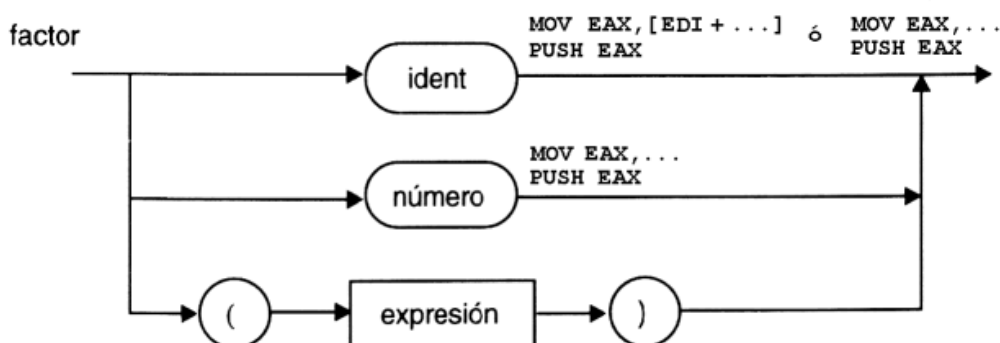 factor
MOV EAX,[EDI + ...] ó MOV EAX,...
PUSH EAX PUSH EAX
ident
MOV EAX,...
PUSH EAX
número
( expresión )